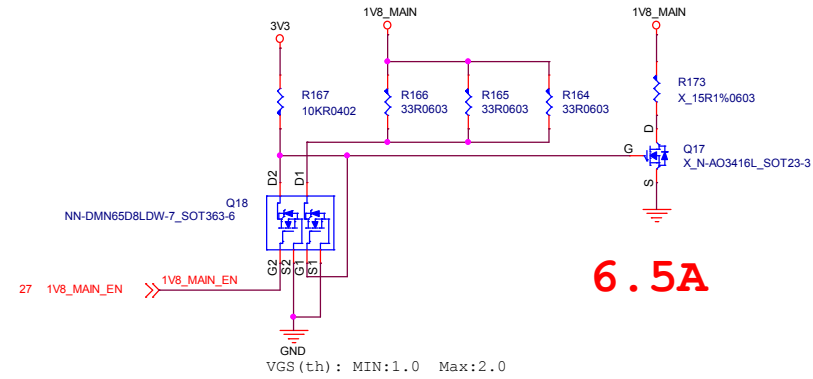 1V8_MAIN
1V8_MAIN
3V3
R167
10KR0402
R166
33R0603
R165
33R0603
R164
33R0603
R173
X_15R1%0603
D
G
S
Q17
X_N-AO3416L_SOT23-3
D2
D1
Q18
NN-DMN65D8LDW-7_SOT363-6
G2
S2
G1
S1
27 1V8_MAIN_EN
1V8_MAIN_EN
6.5A
GND
VGS(th): MIN:1.0 Max:2.0